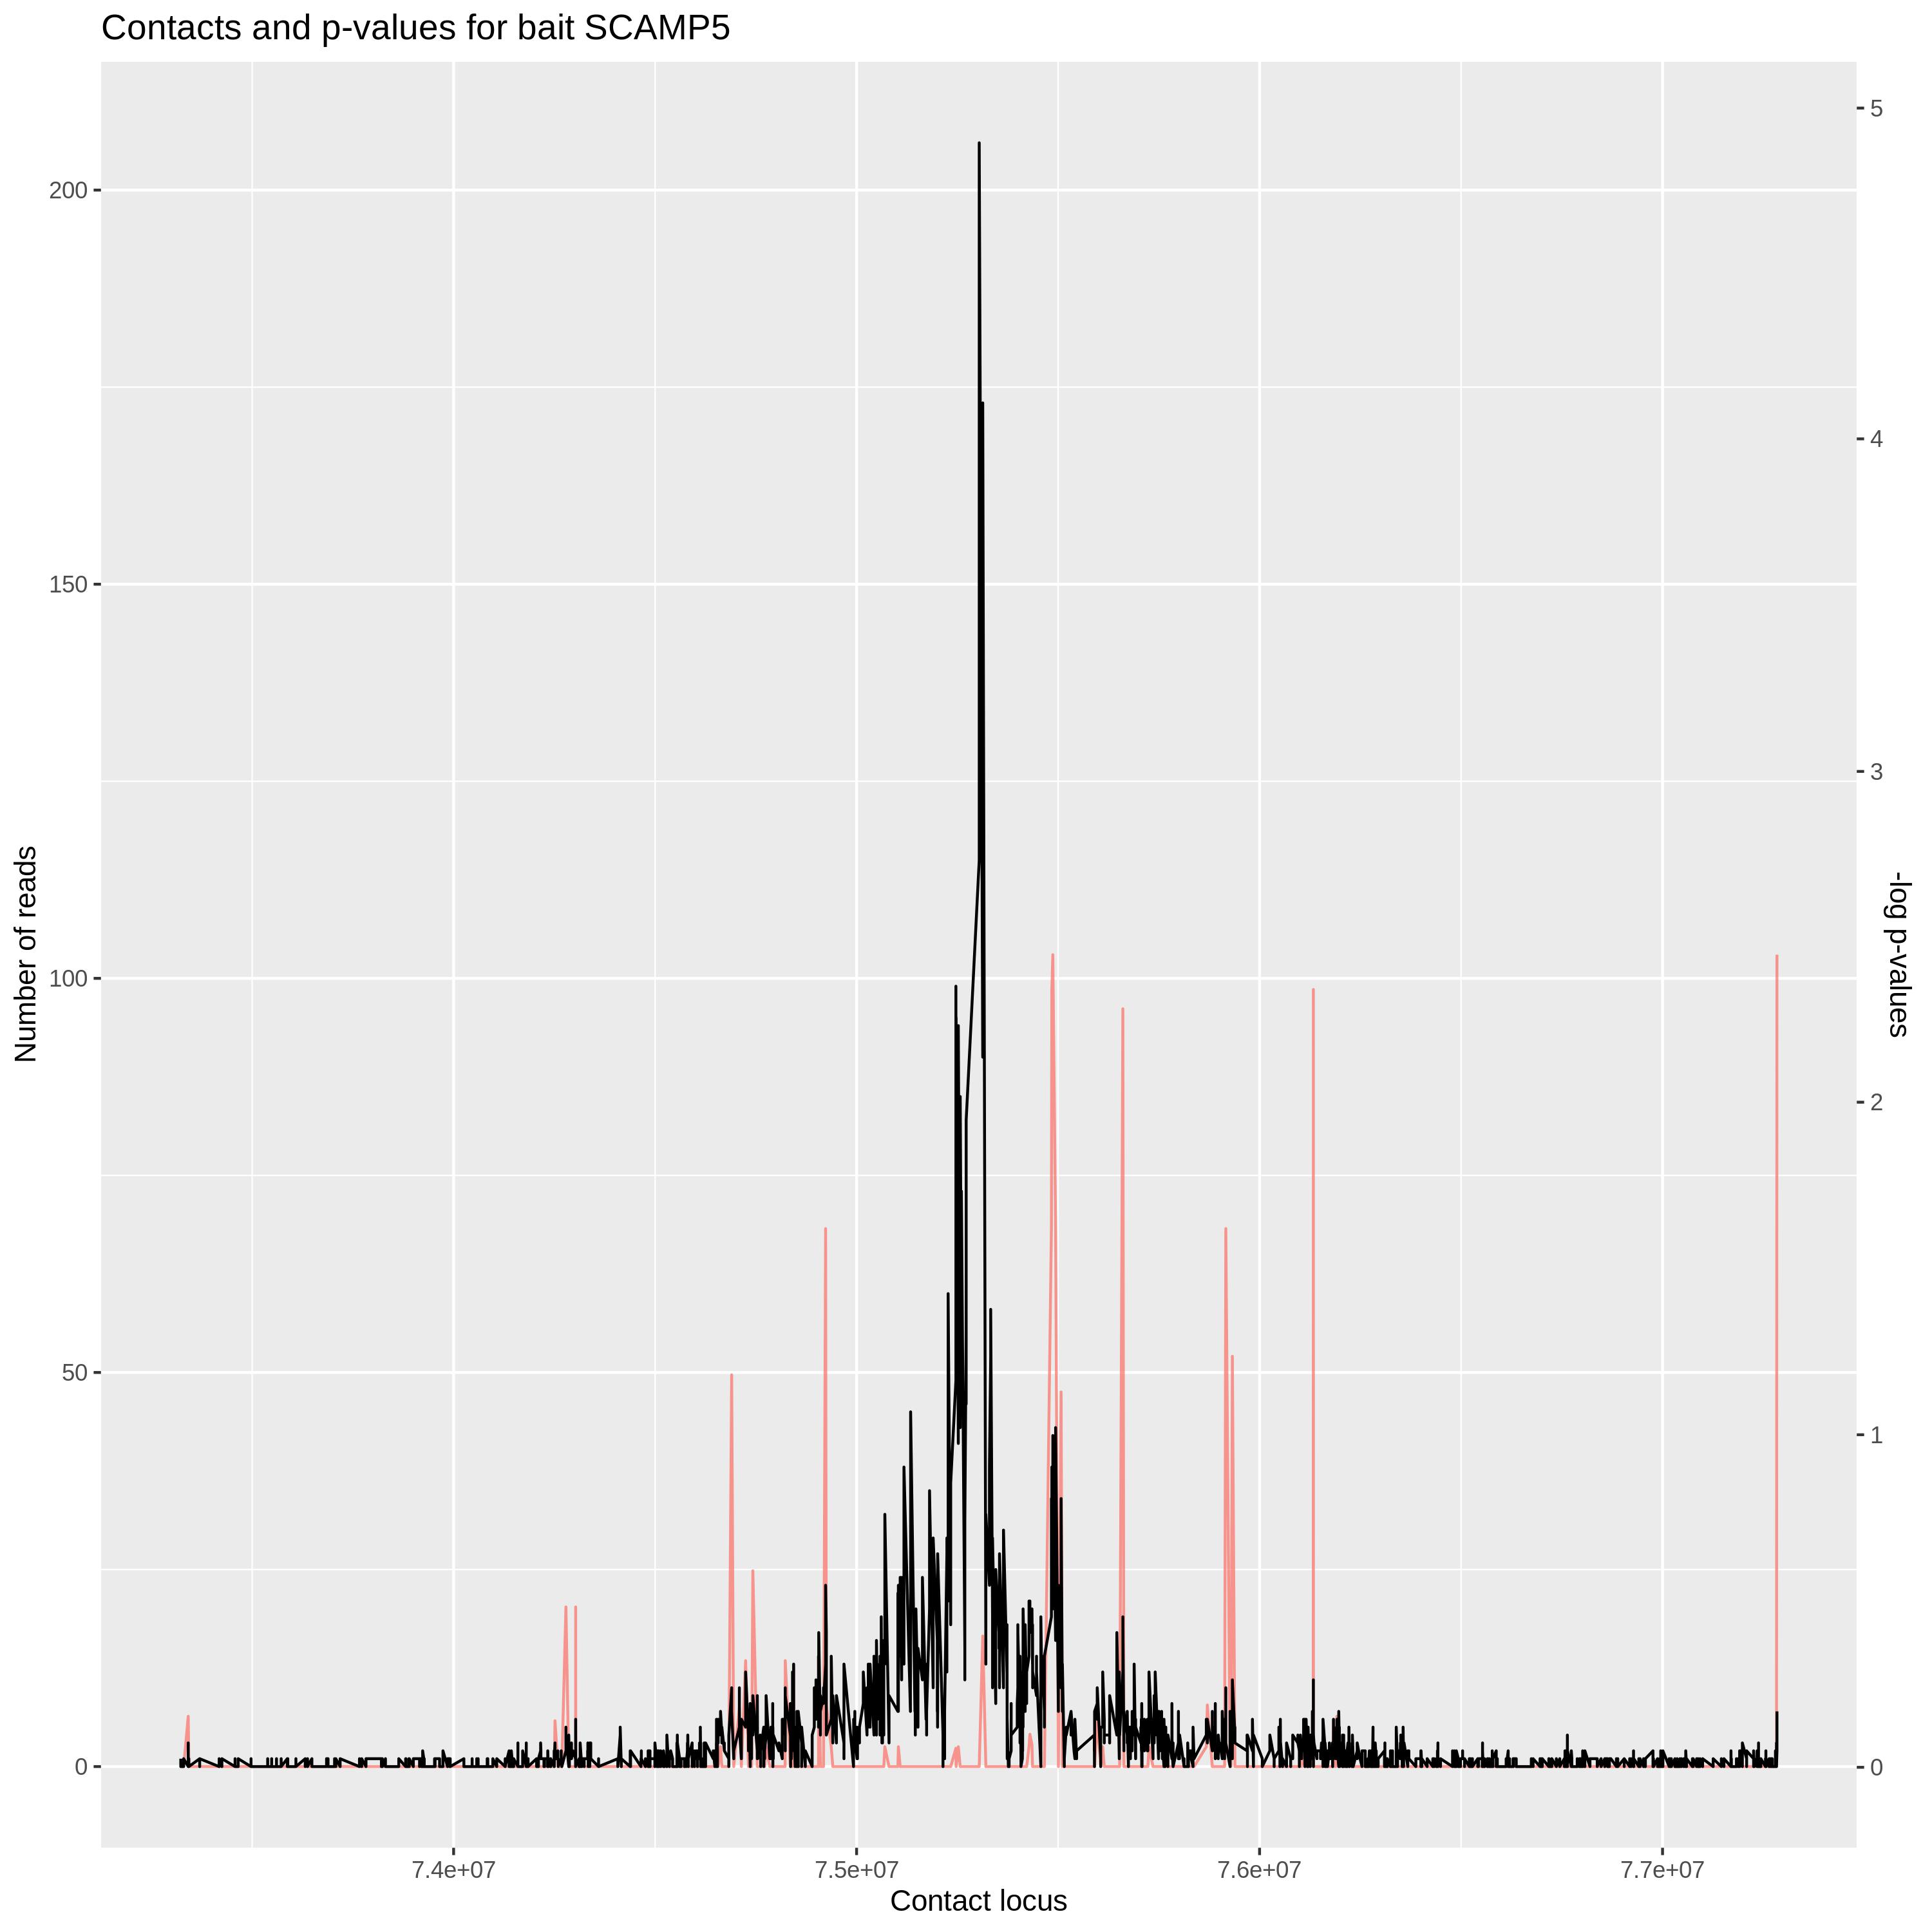 Contacts and p-values for bait SCAMP5
Number of reads
200
150
100
50
0
5
4
3
2
1
0
-log p-values
7.4e+07
7.5e+07
7.6e+07
7.7e+07
Contact locus